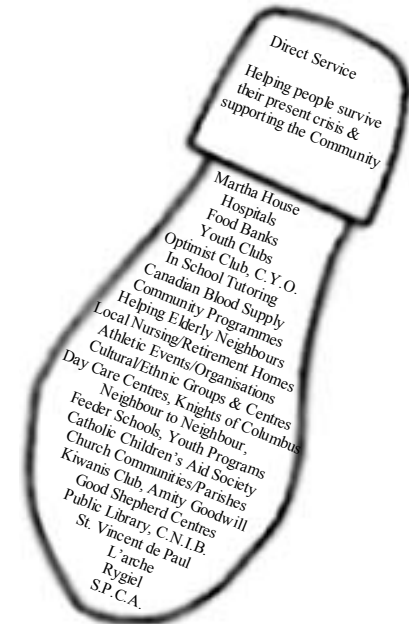 Direct Service
Helping people survive
their present crisis &
supporting the Community
Martha House
Hospitals
Food Banks
Youth Clubs
Optimist Club, C.Y.O.
In School Tutoring
Canadian Blood Supply
Community Programmes
Helping Elderly Neighbours
Local Nursing/Retirement Homes
Athletic Events/Organisations
Cultural/Ethnic Groups & Centres
Day Care Centres, Knights of Columbus
Neighbour to Neighbour,
Feeder Schools, Youth Programs
Catholic Children's Aid Society
Church Communities/Parishes
Kiwanis Club, Amity Goodwill
Good Shepherd Centres
Public Library, C.N.I.B.
St. Vincent de Paul
L'arche
Rygiel
S.P.C.A.